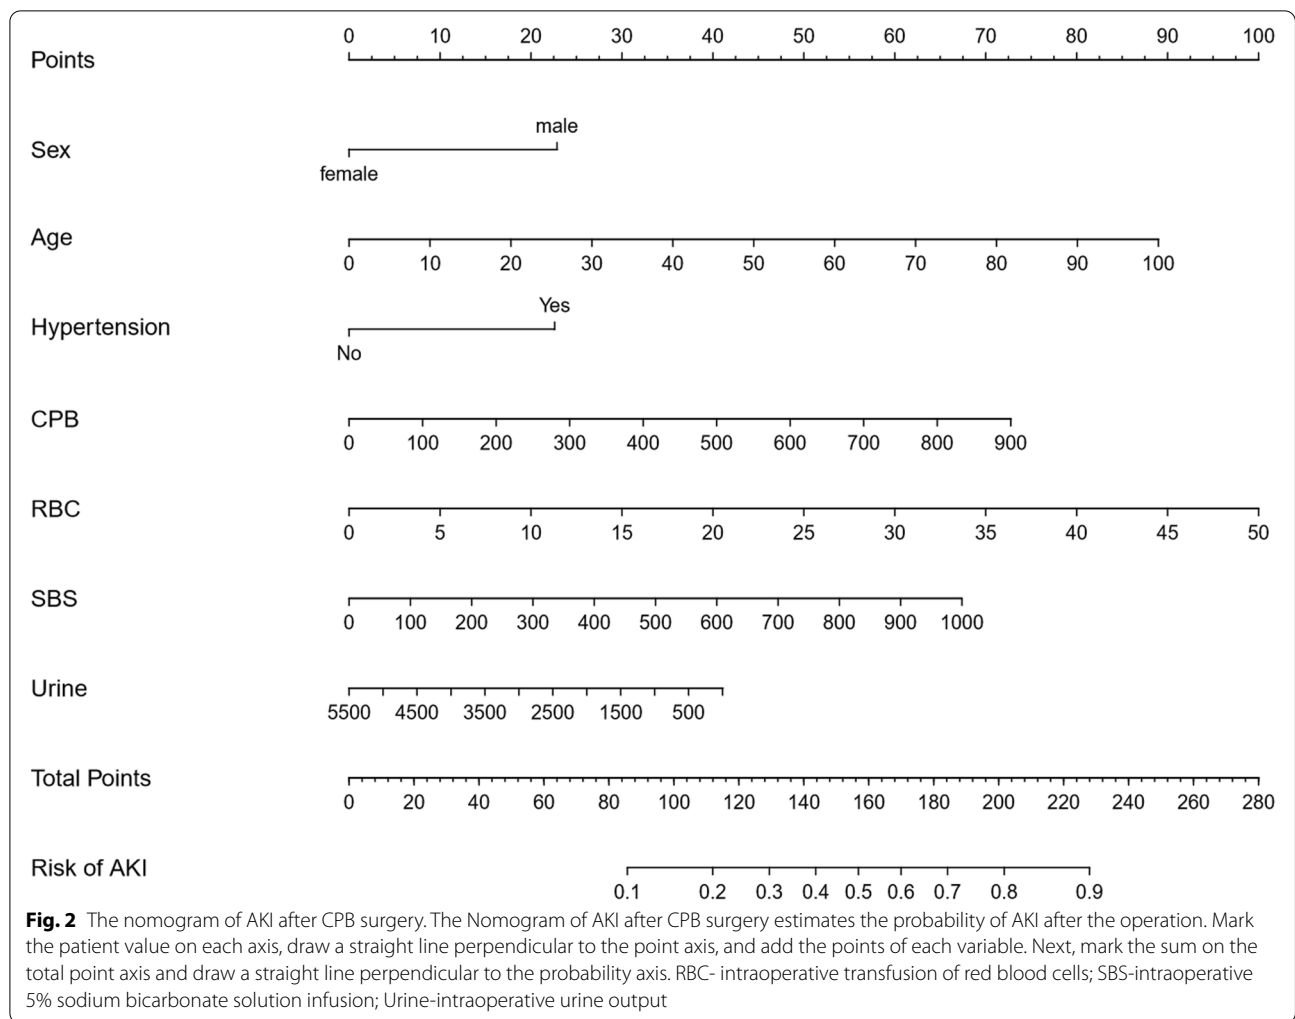 0 10 20 30 40 50 60 70 80 90 100
Points
male
Sex
female
Age
0 10 20 30 40 50 60 70 80 90 100
Yes
Hypertension
No
CPB
0 100 200 300 400 500 600 700 800 900
RBC
0 5 10 15 20 25 30 35 40 45 50
SBS
0 100 200 300 400 500 600 700 800 900 1000
Urine
5500 4500 3500 2500 1500 500
Total Points
0 20 40 60 80 100 120 140 160 180 200 220 240 260 280
Risk of AKI
0.1 0.2 0.3 0.4 0.5 0.6 0.7 0.8 0.9
Fig. 2 The nomogram of AKI after CPB surgery. The Nomogram of AKI after CPB surgery estimates the probability of AKI after the operation. Mark
the patient value on each axis, draw a straight line perpendicular to the point axis, and add the points of each variable. Next, mark the sum on the
total point axis and draw a straight line perpendicular to the probability axis. RBC- intraoperative transfusion of red blood cells; SBS-intraoperative
5% sodium bicarbonate solution infusion; Urine-intraoperative urine output